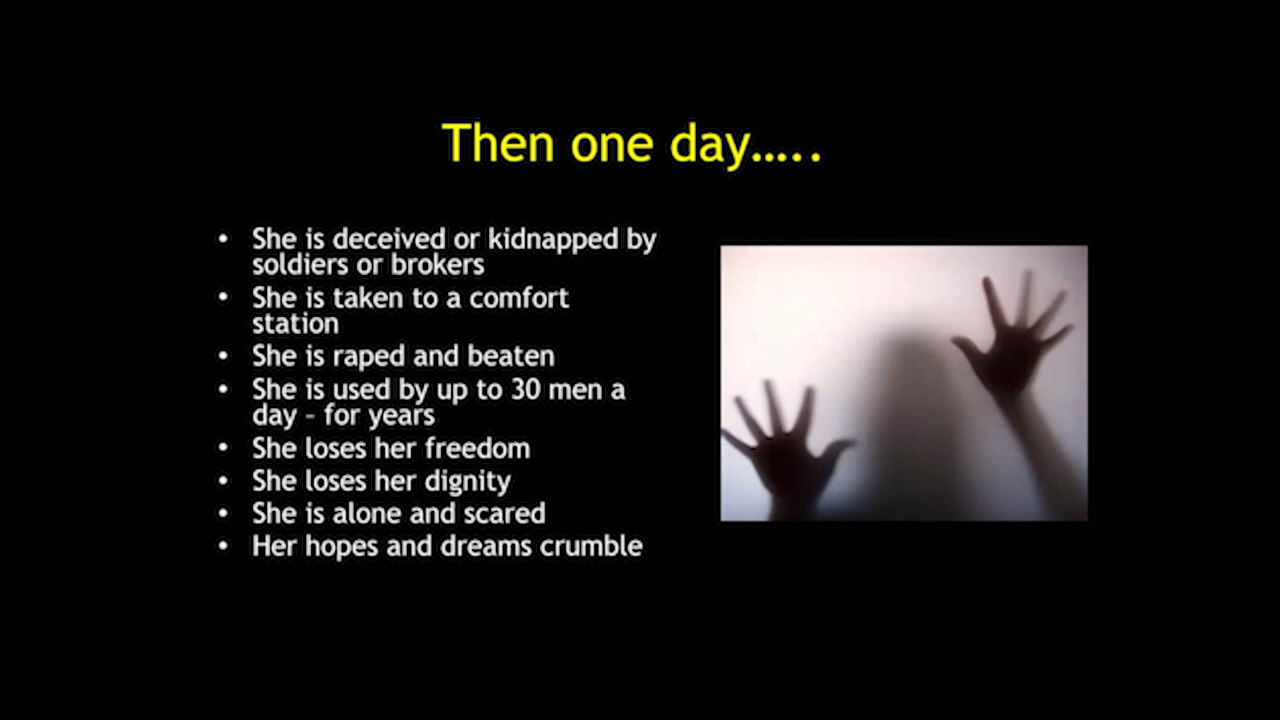 Then one day.....
• She is deceived or kidnapped by
soldiers or brokers
• She is taken to a comfort
station
• She is raped and beaten
• She is used by up to 30 men a
day – for years
• She loses her freedom
• She loses her dignity
• She is alone and scared
• Her hopes and dreams crumble